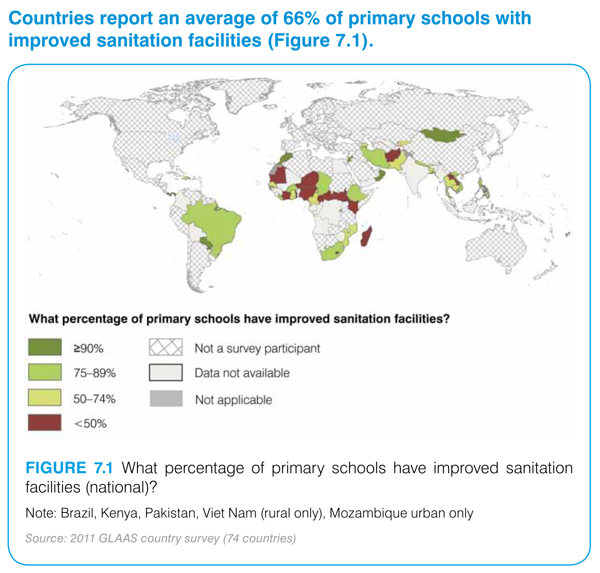 Countries report an average of 66% of primary schools with
improved sanitation facilities (Figure 7.1).
What percentage of primary schools have improved sanitation facilities?
≥90%
Not a survey participant
75–89%
Data not available
50–74%
Not applicable
<50%
FIGURE 7.1 What percentage of primary schools have improved sanitation
facilities (national)?
Note: Brazil, Kenya, Pakistan, Viet Nam (rural only), Mozambique urban only
Source: 2011 GLAAS country survey (74 countries)